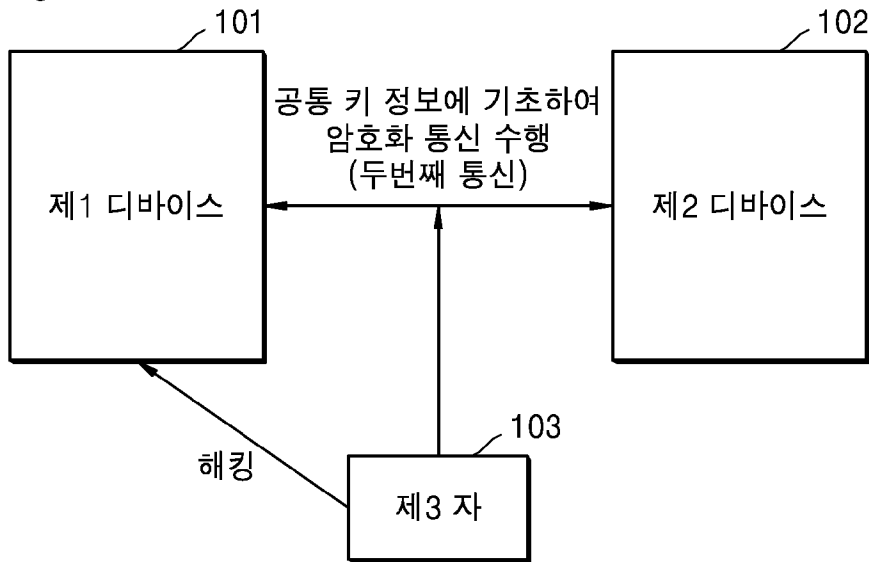 101
102
공통 키 정보에 기초하여
암호화 통신 수행
(두번째 통신)
제1 디바이스
제2 디바이스
103
해킹
제3 자